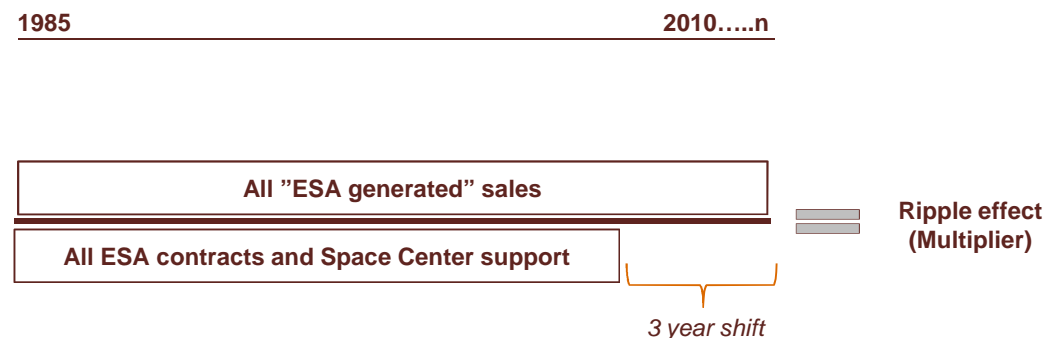 1985 2010…..n
All ”ESA generated” sales
All ESA contracts and Space Center support
Ripple effect
(Multiplier)
3 year shift